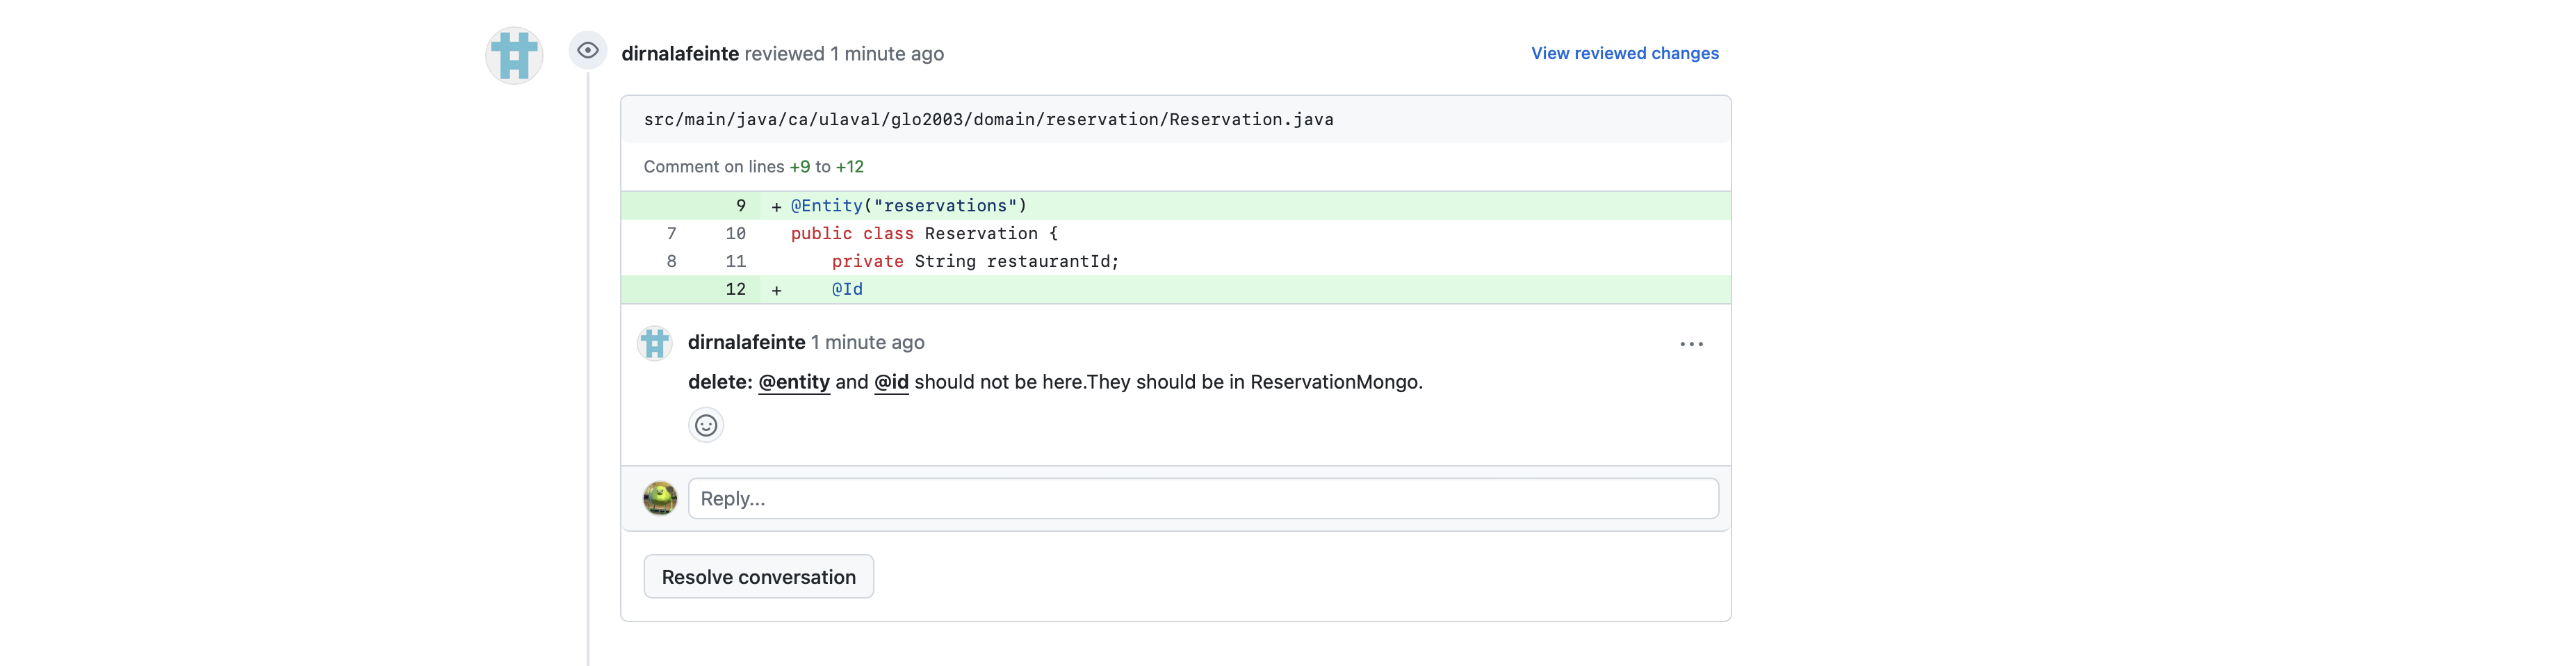 dirnalafeinte reviewed 1 minute ago View reviewed changes
src/main/java/ca/ulaval/glo2003/domain/reservation/Reservation.java
Comment on lines +9 to +12
9 + @Entity("reservations")
7 10 public class Reservation {
8 11 private String restaurantId;
12 + @Id
dirnalafeinte 1 minute ago ...
delete: @entity and @id should not be here.They should be in ReservationMongo.
Reply...
Resolve conversation